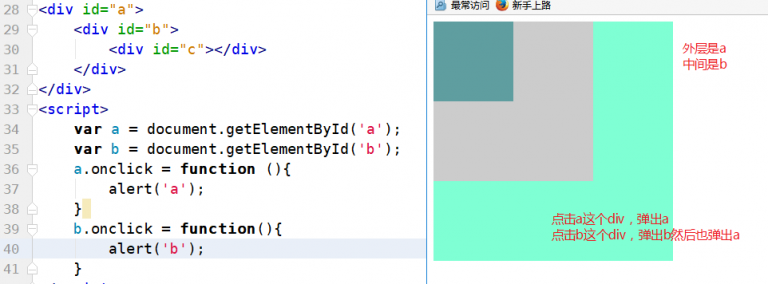 28 <div id="a">
29 <div id="b">
30 <div id="c"></div>
31 </div>
32 </div>
33 <script>
34 var a = document.getElementById('a');
35 var b = document.getElementById('b');
36 a.onclick = function (){
37 alert('a');
38 }
39 b.onclick = function(){
40 alert('b');
41 }
最常访问 新手上路
外层是a
中间是b
点击a这个div，弹出a
点击b这个div，弹出b然后也弹出a